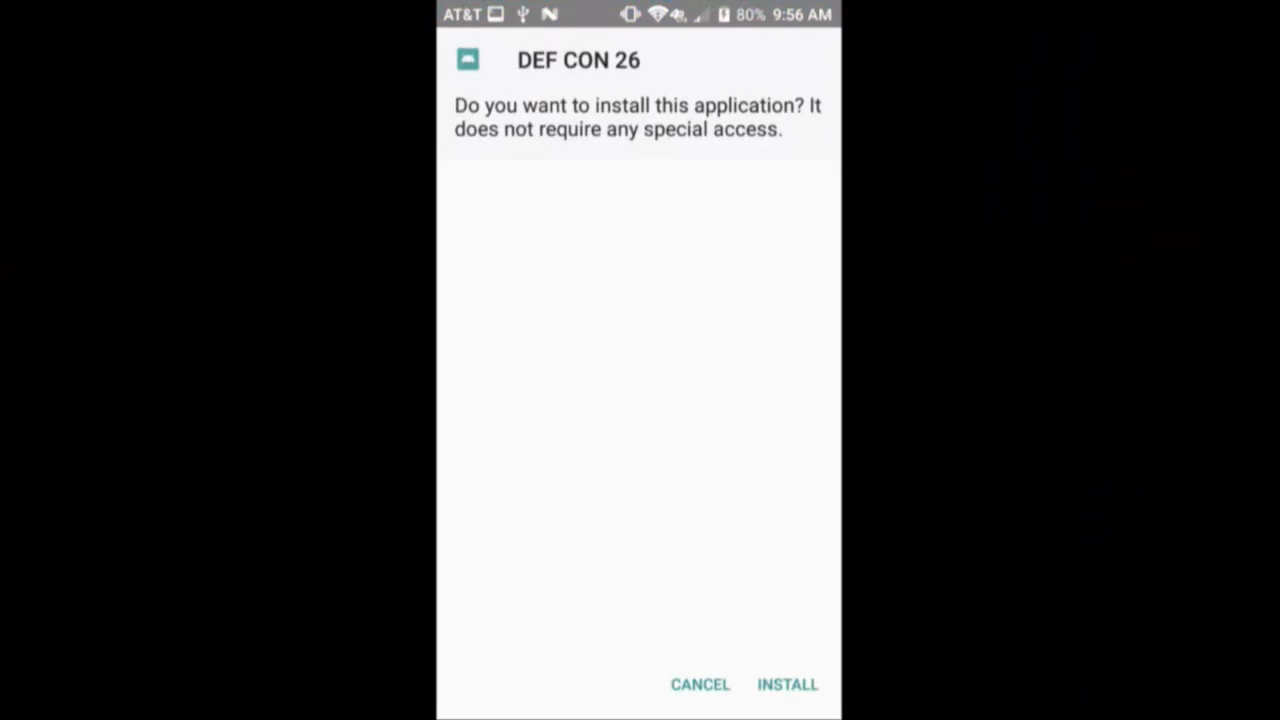 AT&T 80% 9:56 AM
DEF CON 26
Do you want to install this application? It
does not require any special access.
CANCEL INSTALL